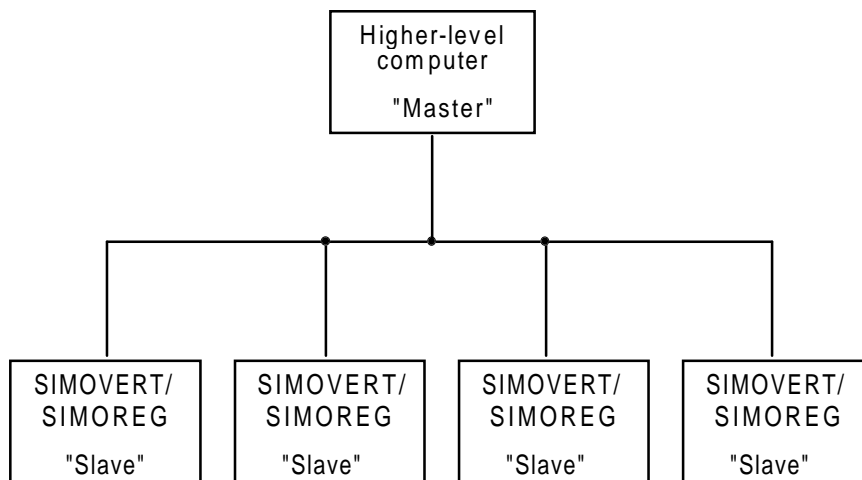 Higher-level
computer
"Master"
SIMOVERT/
SIMOREG
"Slave"
SIMOVERT/
SIMOREG
"Slave"
SIMOVERT/
SIMOREG
"Slave"
SIMOVERT/
SIMOREG
"Slave"